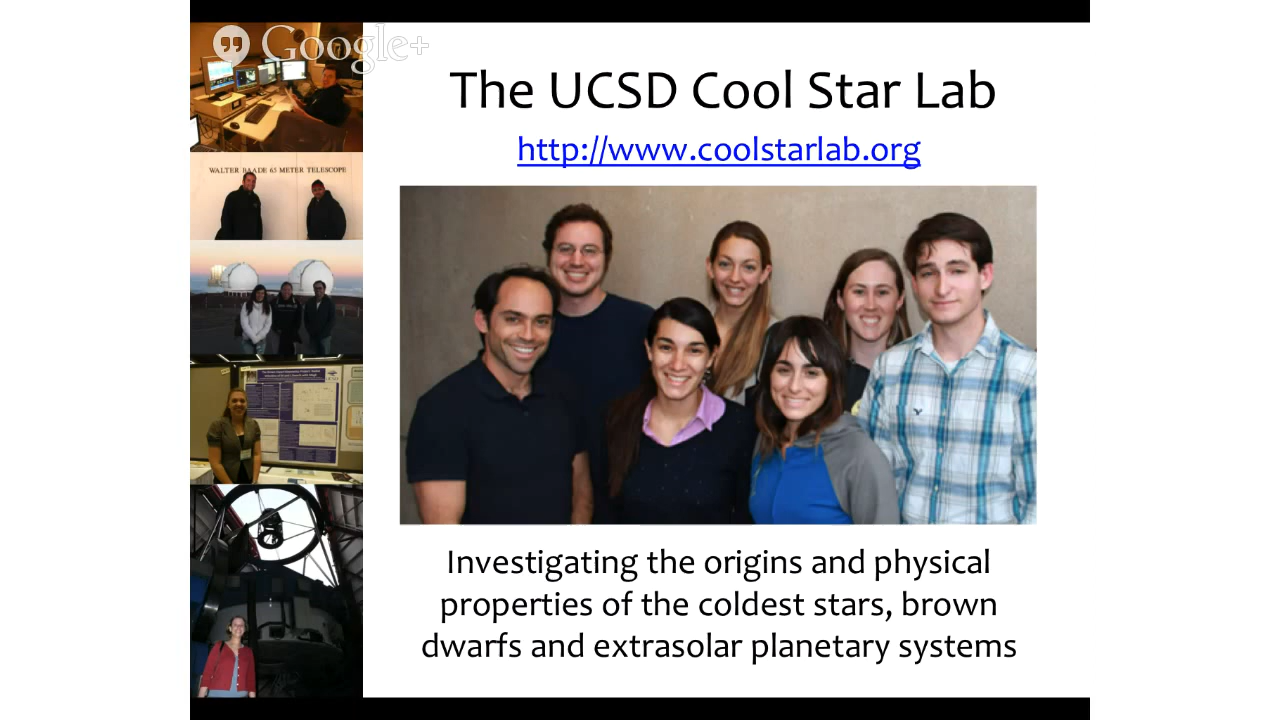 Google+
The UCSD Cool Star Lab
http://www.coolstarlab.org
WALTER BAADE 6.5 METER TELESCOPE
Investigating the origins and physical
properties of the coldest stars, brown
dwarfs and extrasolar planetary systems